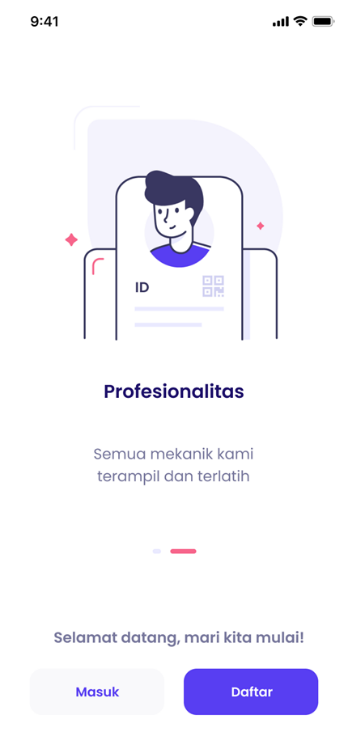 9:41
ID
Profesionalitas
Semua mekanik kami
terampil dan terlatih
Selamat datang, mari kita mulai!
Masuk
Daftar